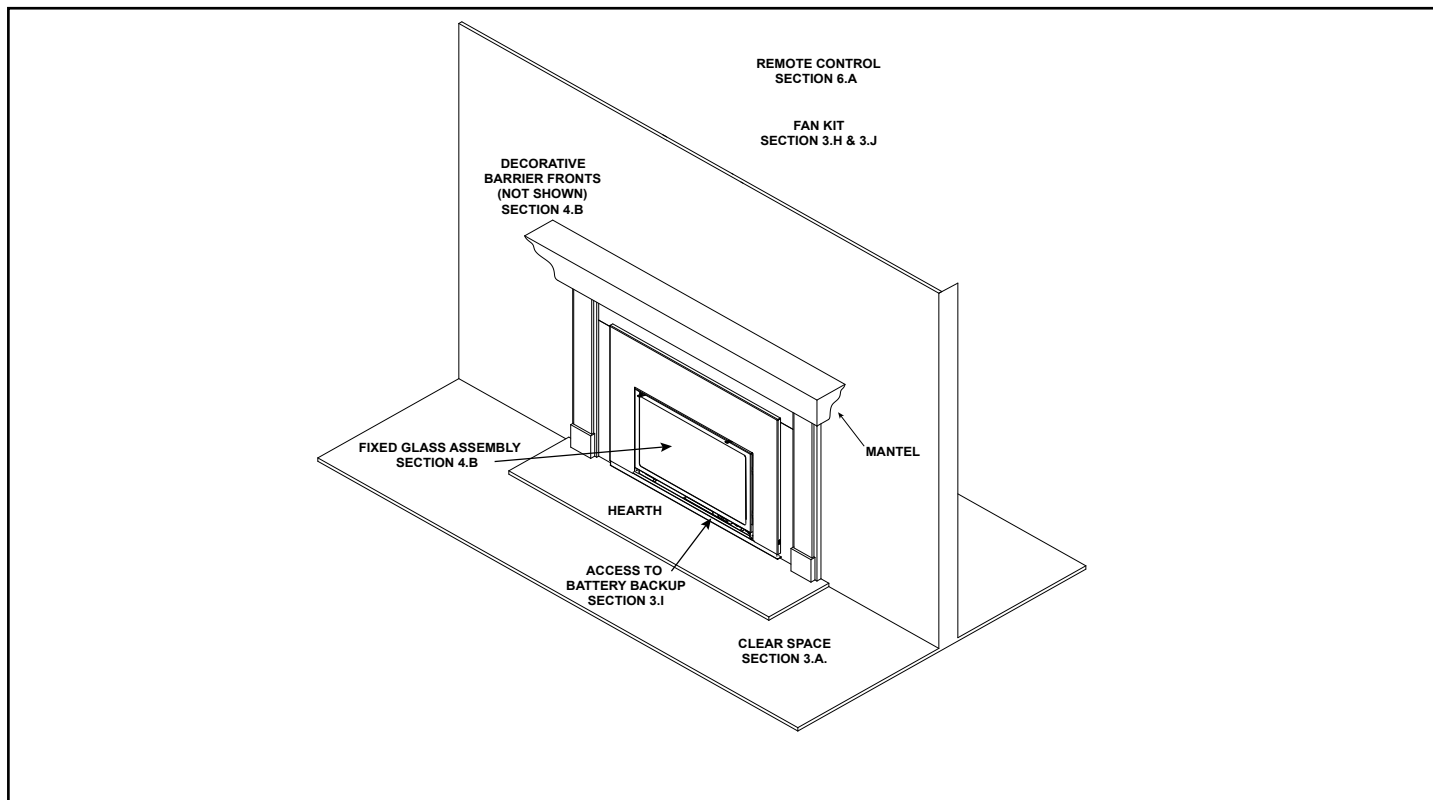 REMOTE CONTROL
SECTION 6.A
FAN KIT
SECTION 3.H & 3.J
DECORATIVE
BARRIER FRONTS
(NOT SHOWN)
SECTION 4.B
FIXED GLASS ASSEMBLY
SECTION 4.B
MANTEL
HEARTH
ACCESS TO
BATTERY BACKUP
SECTION 3.I
CLEAR SPACE
SECTION 3.A.